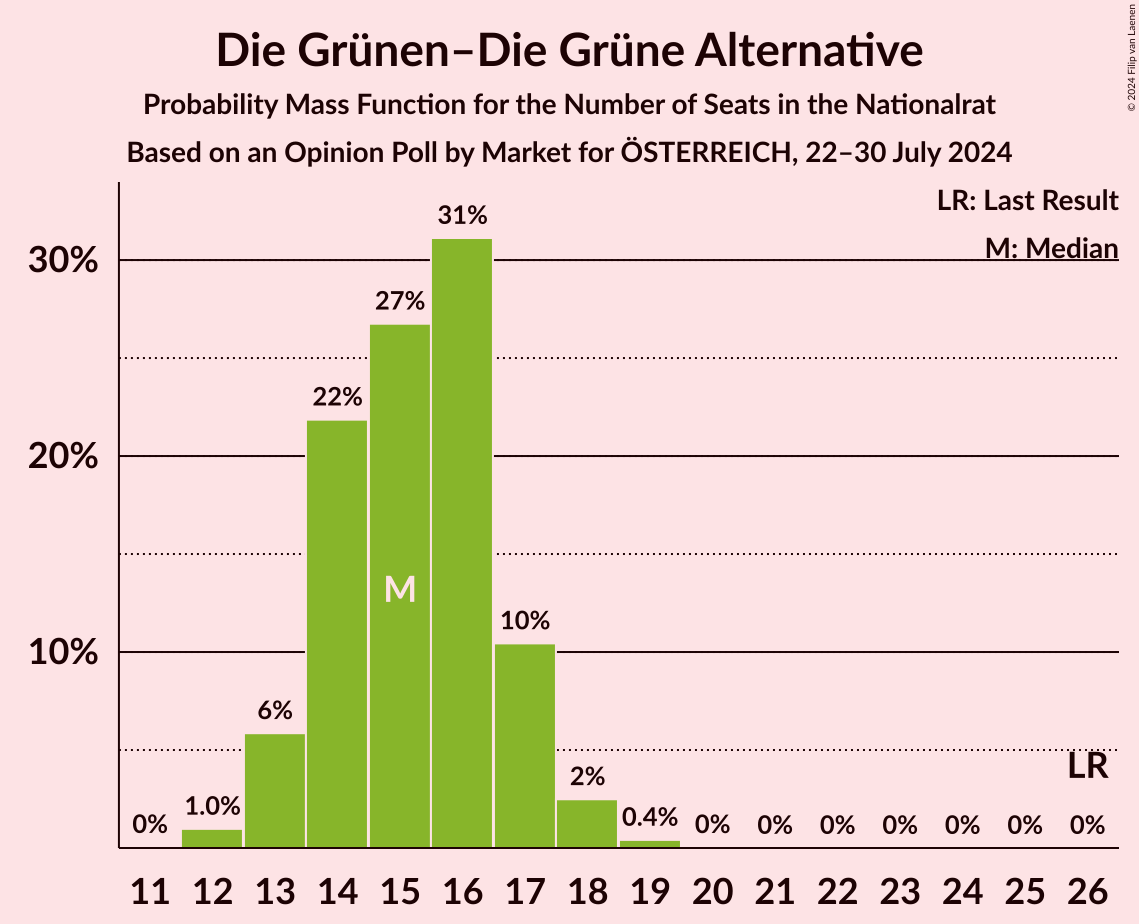 Die Grünen–Die Grüne Alternative
Probability Mass Function for the Number of Seats in the Nationalrat
Based on an Opinion Poll by Market for ÖSTERREICH, 22–30 July 2024
© 2024 Filip van Laenen
LR: Last Result
M: Median
30%
20%
10%
0%
1.0%
6%
22%
27%
31%
10%
2%
0.4%
0%
0%
0%
0%
0%
0%
0%
M
LR
11 12 13 14 15 16 17 18 19 20 21 22 23 24 25 26